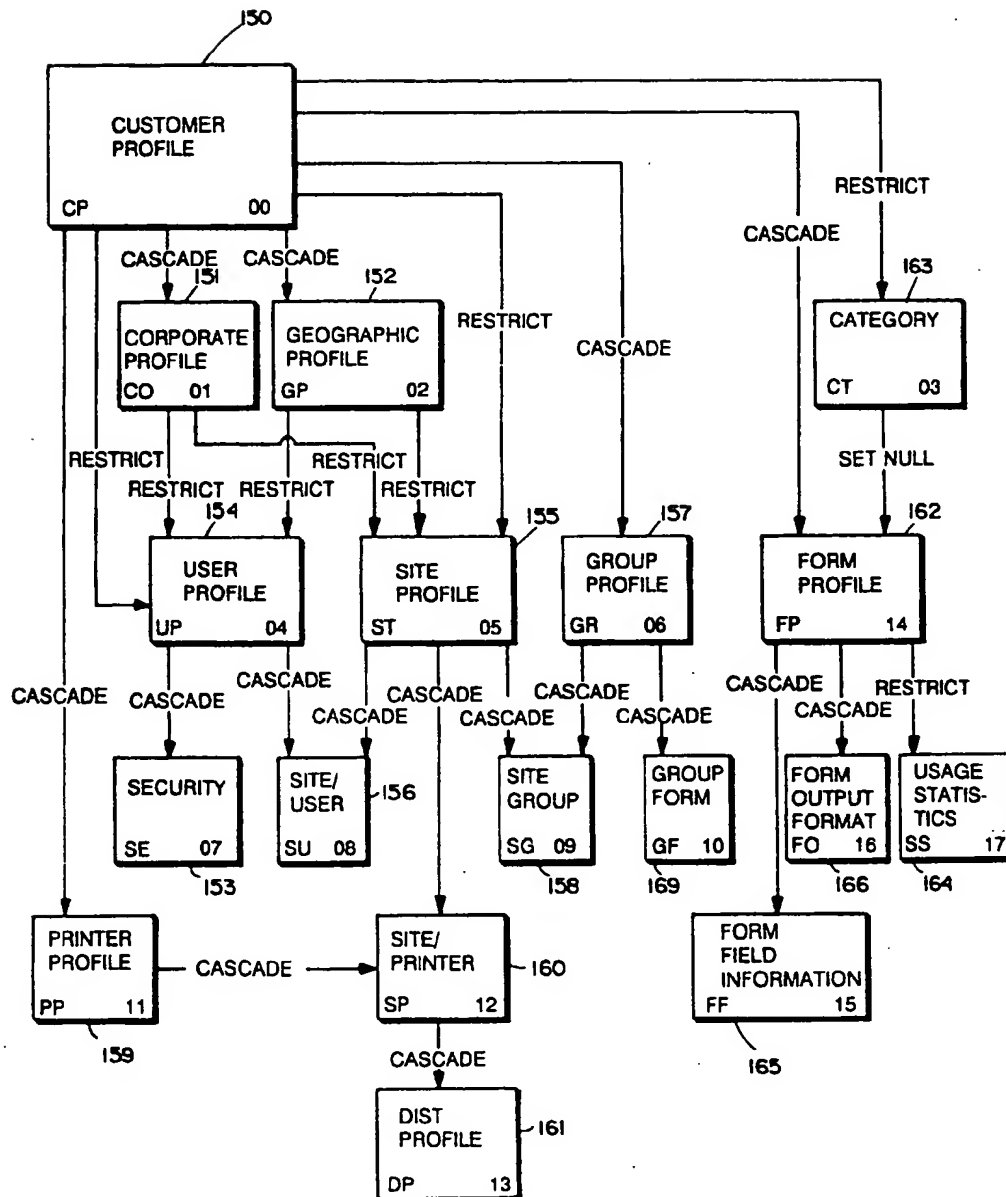 150
CUSTOMER
PROFILE
CP 00
RESTRICT
CASCADE
CASCADE
CASCADE
151
152
163
RESTRICT
CASCADE
CORPORATE
PROFILE
CO 01
GEOGRAPHIC
PROFILE
GP 02
CATEGORY
CT 03
RESTRICT
RESTRICT
RESTRICT
RESTRICT
RESTRICT
SET NULL
154
155
157
162
USER
PROFILE
UP 04
SITE
PROFILE
ST 05
GROUP
PROFILE
GR 06
FORM
PROFILE
FP 14
CASCADE
CASCADE
CASCADE
CASCADE
CASCADE
CASCADE
CASCADE
CASCADE
CASCADE
CASCADE
RESTRICT
SECURITY
SE 07
153
SITE/
USER
SU 08
156
SITE
GROUP
SG 09
158
GROUP
FORM
GF 10
169
FORM
OUTPUT
FORMAT
FO 16
166
USAGE
STATIS-
TICS
SS 17
164
PRINTER
PROFILE
PP 11
159
CASCADE
SITE/
PRINTER
SP 12
160
FORM
FIELD
INFORMATION
FF 15
165
CASCADE
DIST
PROFILE
DP 13
161